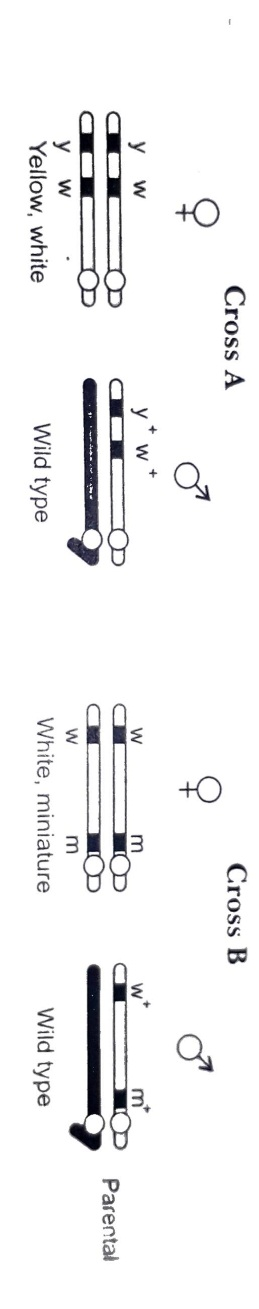 Cross A
Cross B
♀ ♂ ♀ ♂
y w y⁺ w⁺ w m w⁺ m⁺
y w w m
Parental
Yellow, white Wild type White, miniature Wild type